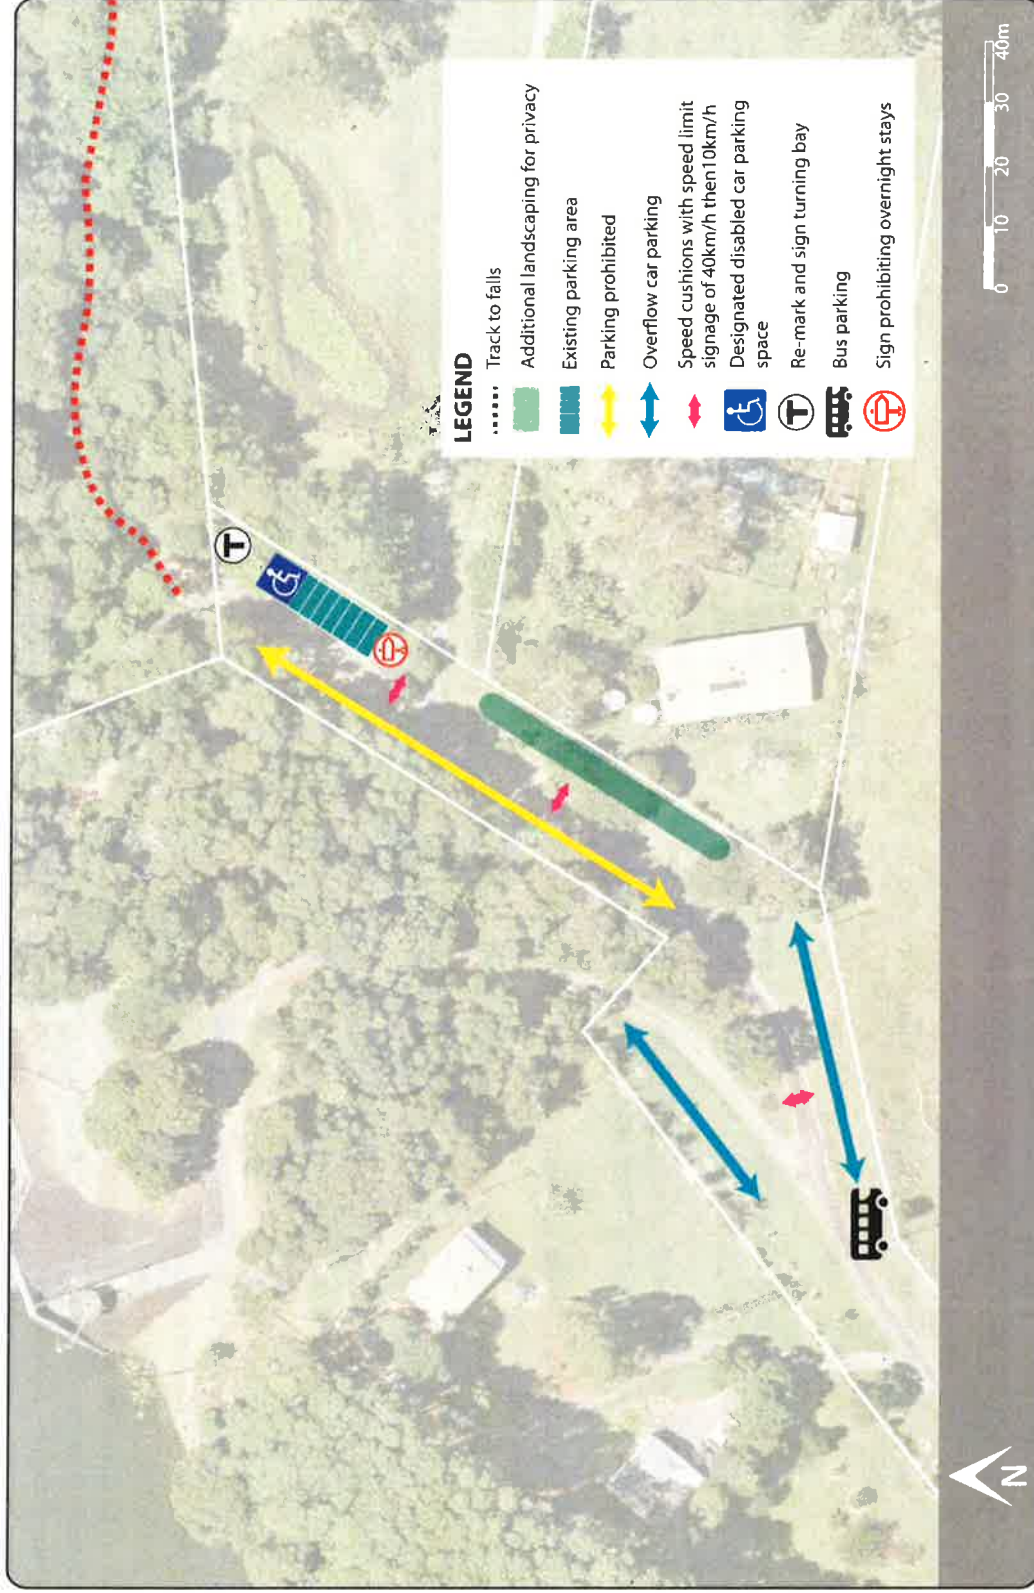 LEGEND
Track to falls
Additional landscaping for privacy
Existing parking area
Parking prohibited
Overflow car parking
Speed cushions with speed limit
signage of 40km/h then10km/h
Designated disabled car parking
space
T
Re-mark and sign turning bay
Bus parking
Sign prohibiting overnight stays
T
N
0 10 20 30 40m